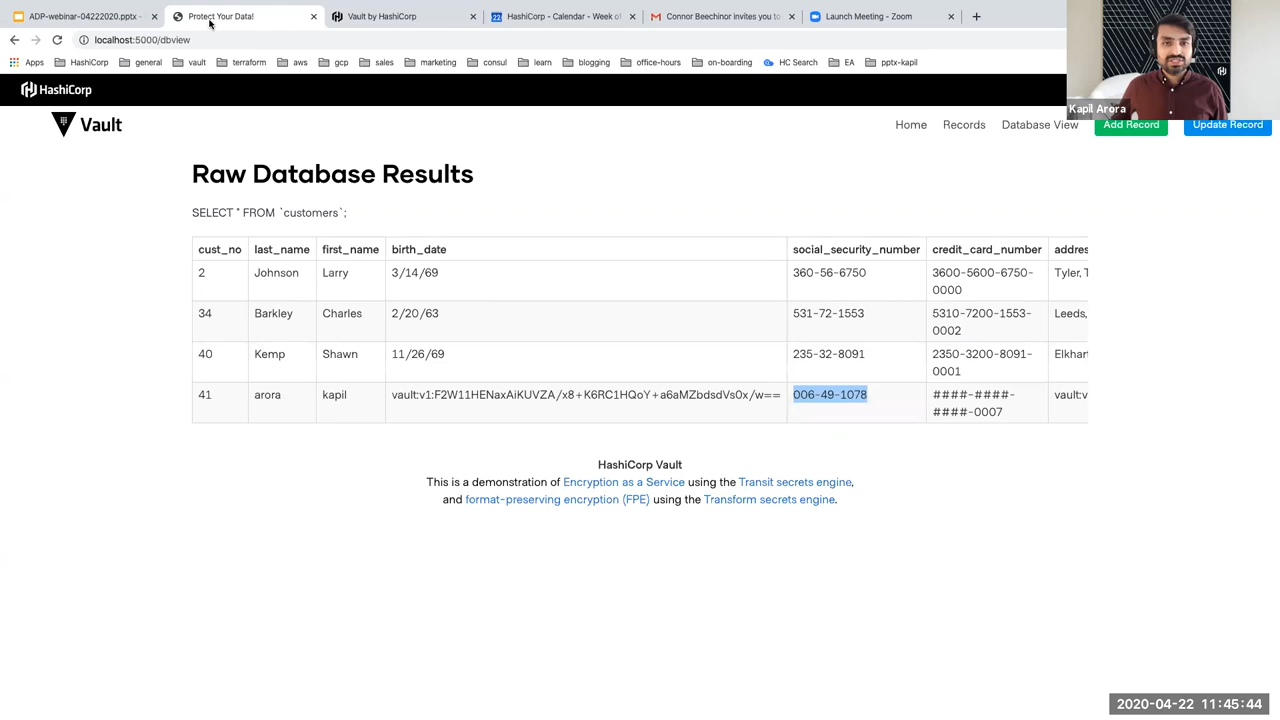 ADP-webinar-04222020.pptx -
Protect Your Data!
Vault by HashiCorp
HashiCorp - Calendar - Week of
Connor Beechinor invites you to
Launch Meeting - Zoom
localhost:5000/dbview
Apps HashiCorp general vault terraform aws gcp sales marketing consul learn blogging office-hours on-boarding HC Search EA pptx-kapil
Kapil Arora
HashiCorp
Vault
Home Records Database View Add Record Update Record
Raw Database Results
SELECT * FROM `customers`;
cust_no last_name first_name birth_date social_security_number credit_card_number addres
2 Johnson Larry 3/14/69 360-56-6750 3600-5600-6750- Tyler, T
0000
34 Barkley Charles 2/20/63 531-72-1553 5310-7200-1553- Leeds,
0002
40 Kemp Shawn 11/26/69 235-32-8091 2350-3200-8091- Elkhart
0001
41 arora kapil vault:v1:F2W11HENaxAiKUVZA/x8+K6RC1HQoY+a6aMZbdsdVs0x/w== 006-49-1078 ####-####- vault:v
####-0007
HashiCorp Vault
This is a demonstration of Encryption as a Service using the Transit secrets engine.
and format-preserving encryption (FPE) using the Transform secrets engine.
2020-04-22 11:45:44